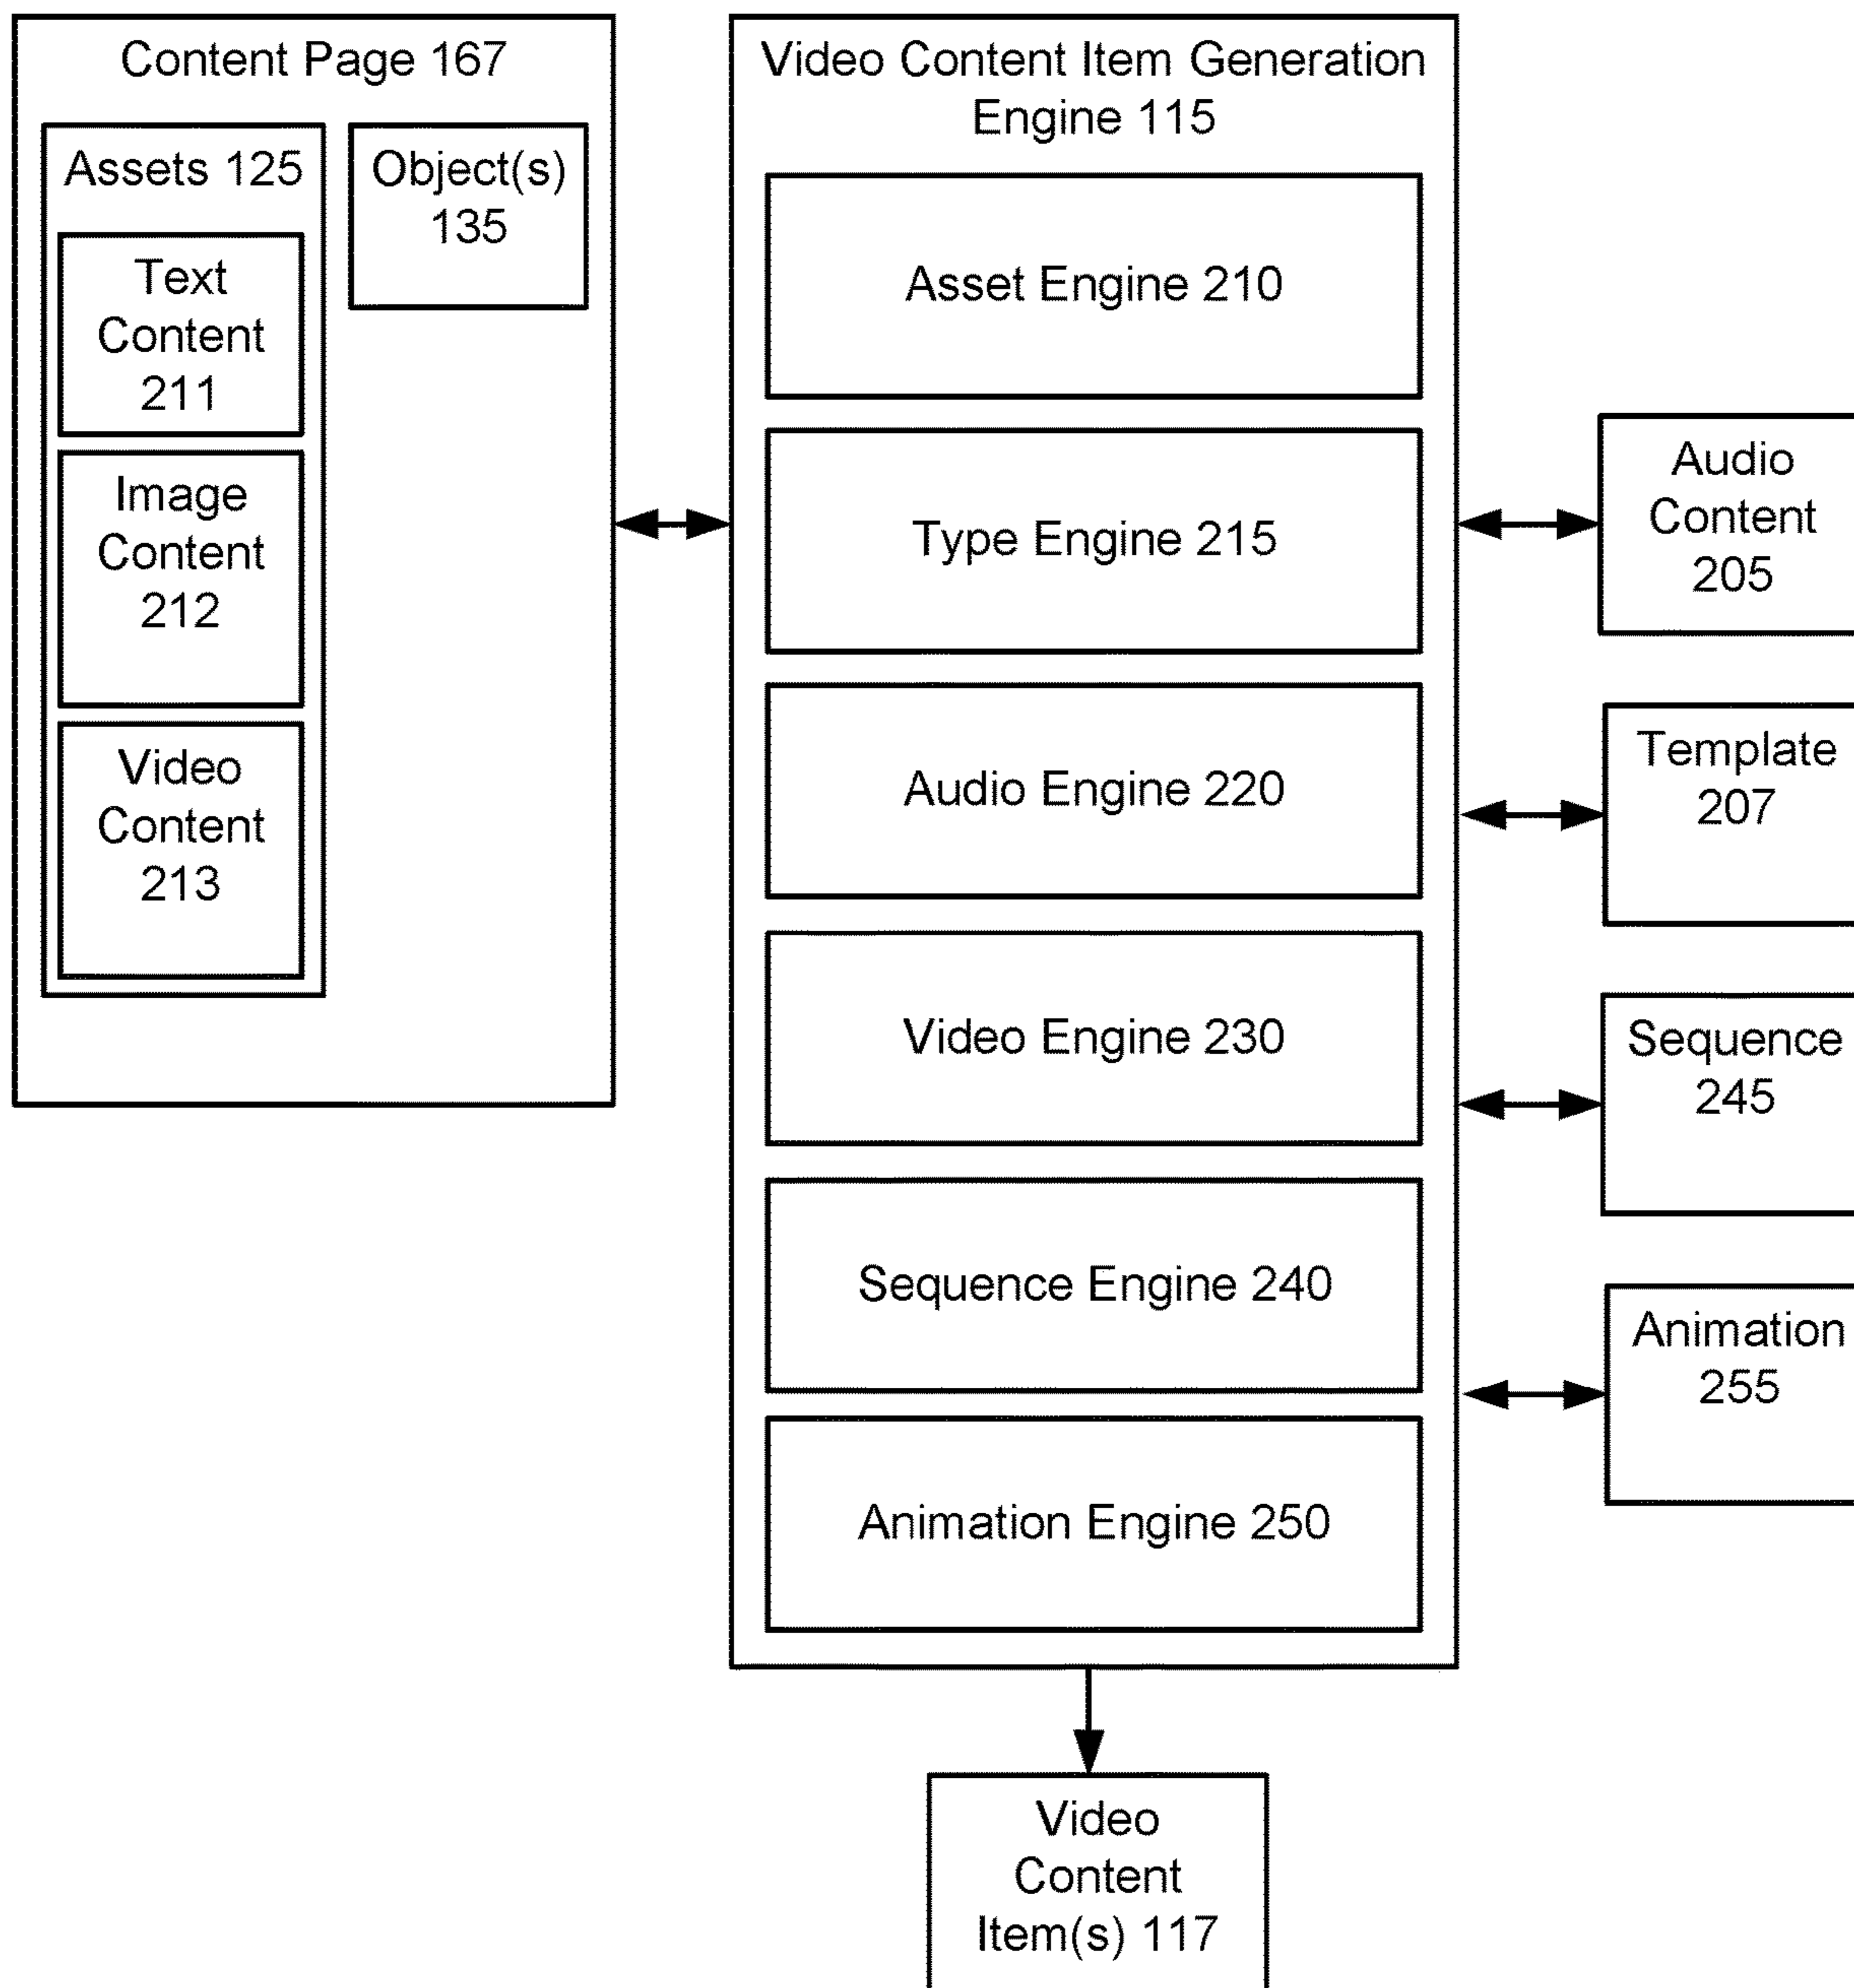 Content Page 167
Assets 125
Text
Content
211
Image
Content
212
Video
Content
213
Object(s)
135
Video Content Item Generation
Engine 115
Asset Engine 210
Type Engine 215
Audio Engine 220
Video Engine 230
Sequence Engine 240
Animation Engine 250
Audio
Content
205
Template
207
Sequence
245
Animation
255
Video
Content
Item(s) 117